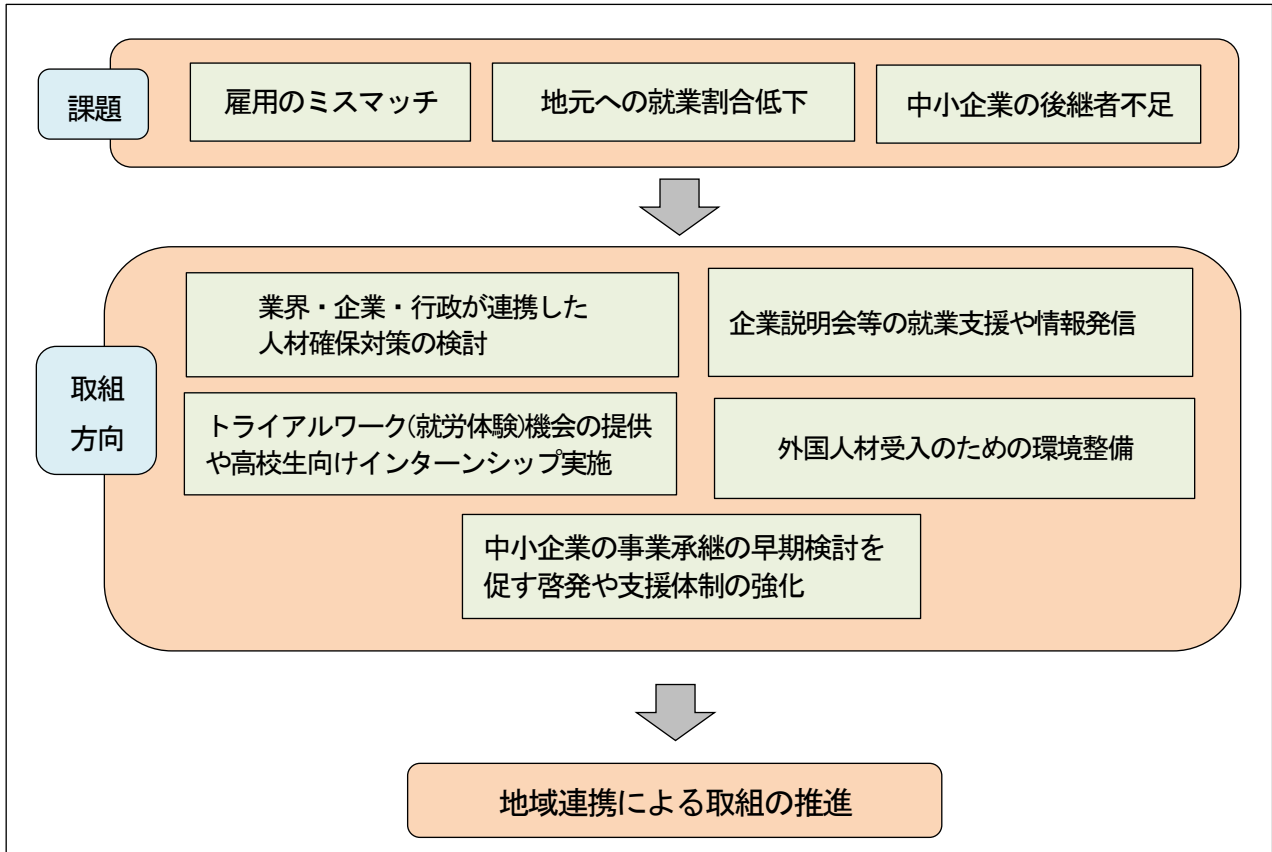 課題
雇用のミスマッチ
地元への就業割合低下
中小企業の後継者不足
取組
方向
業界・企業・行政が連携した
人材確保対策の検討
企業説明会等の就業支援や情報発信
トライアルワーク(就労体験)機会の提供
や高校生向けインターンシップ実施
外国人材受入のための環境整備
中小企業の事業承継の早期検討を
促す啓発や支援体制の強化
地域連携による取組の推進